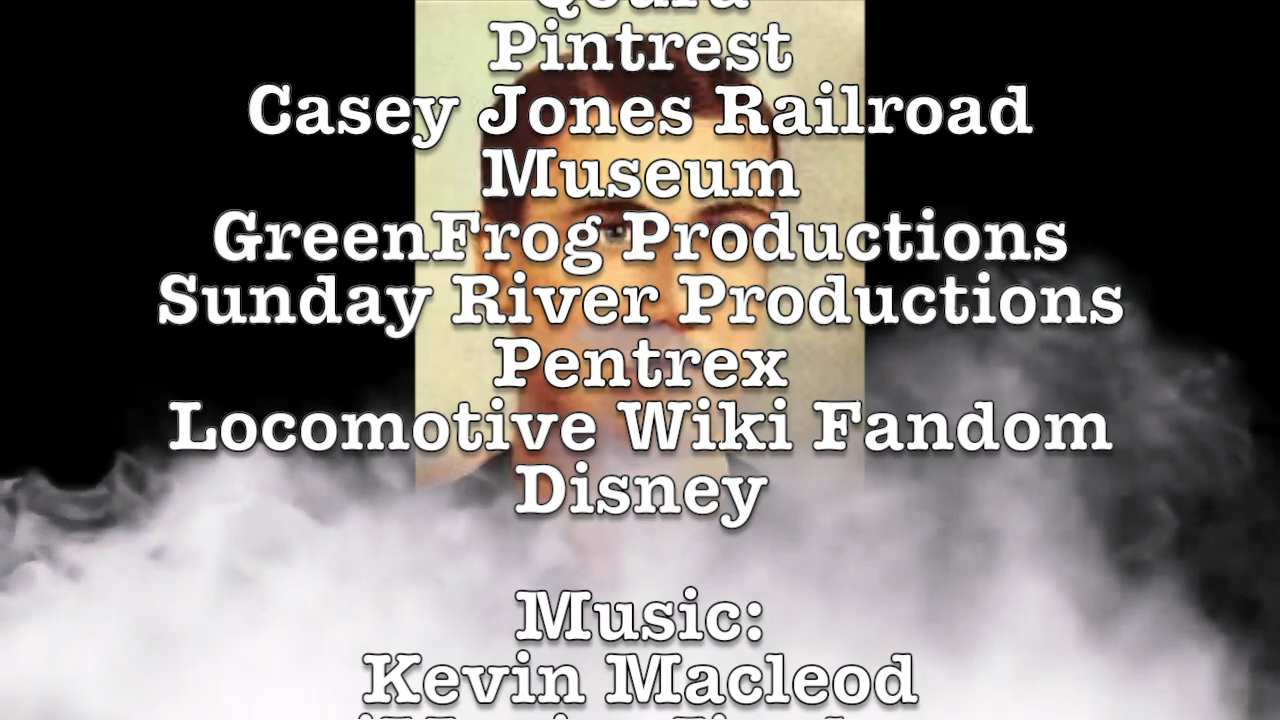 Pintrest
Casey Jones Railroad
Museum
GreenFrog Productions
Sunday River Productions
Pentrex
Locomotive Wiki Fandom
Disney
Music:
Kevin Macleod